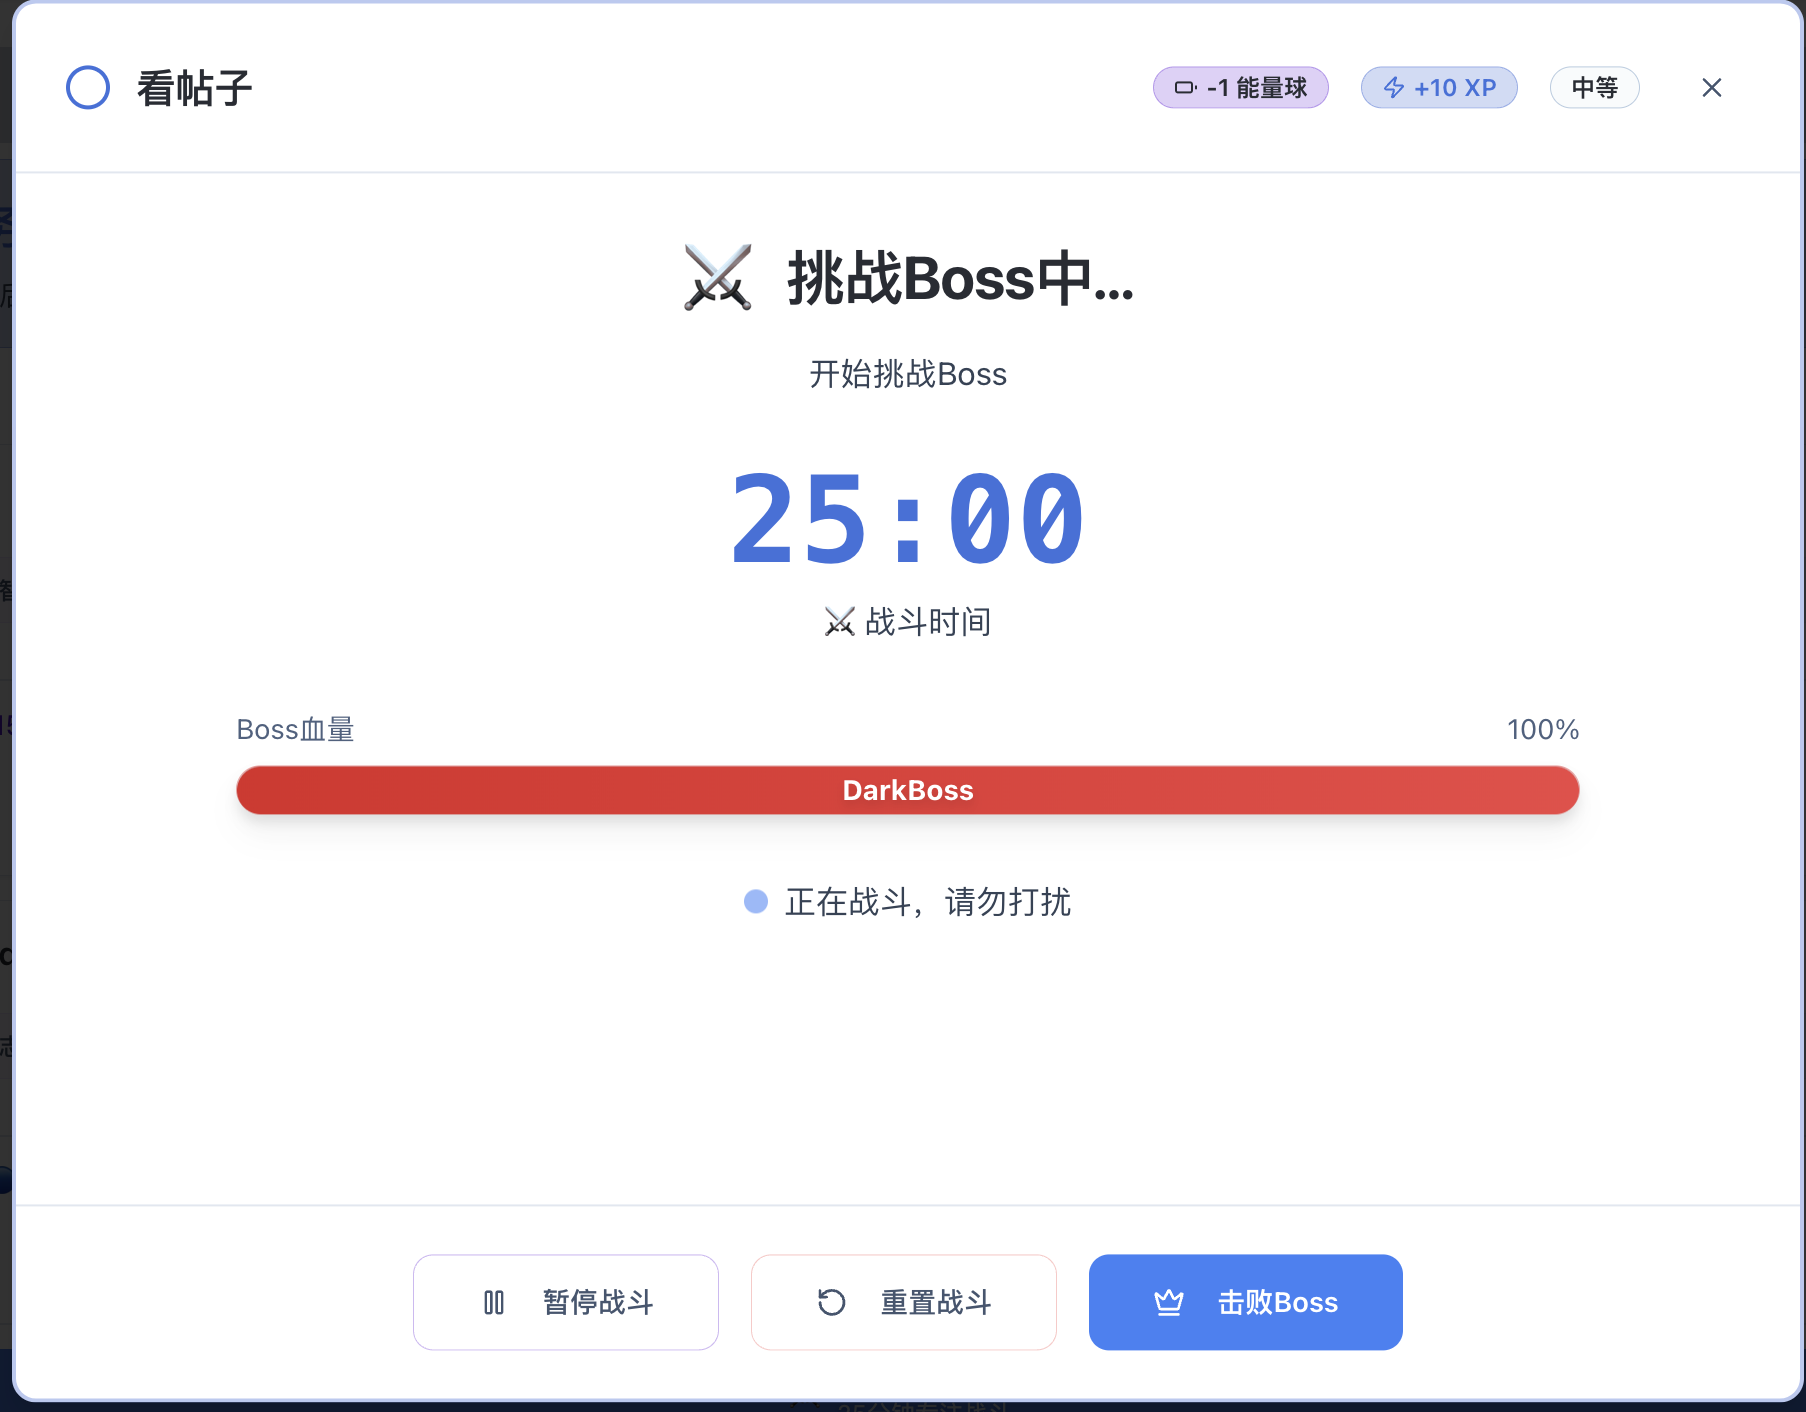 看帖子
-1 能量球
+10 XP
中等
挑战Boss中...
开始挑战Boss
25:00
战斗时间
Boss血量
100%
DarkBoss
正在战斗，请勿打扰
暂停战斗
重置战斗
击败Boss